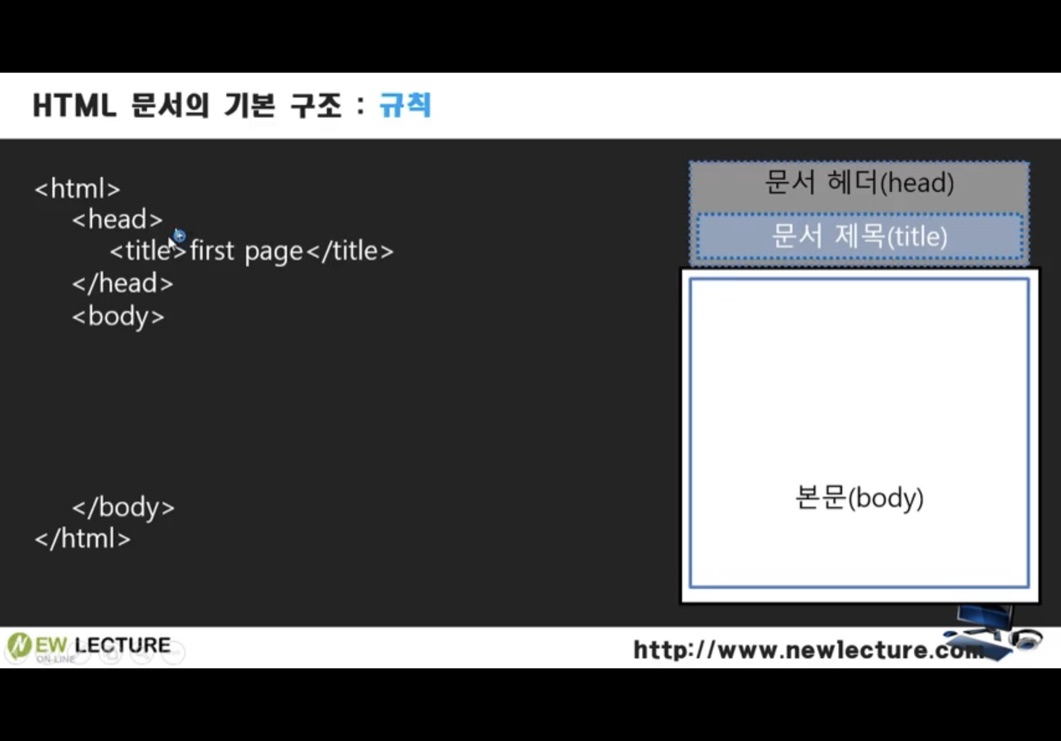 HTML 문서의 기본 구조 : 규칙
<html>
<head>
<title>first page</title>
</head>
<body>
</body>
</html>
문서 헤더(head)
문서 제목(title)
본문(body)
NEW LECTURE
ON-LINE
http://www.newlecture.com